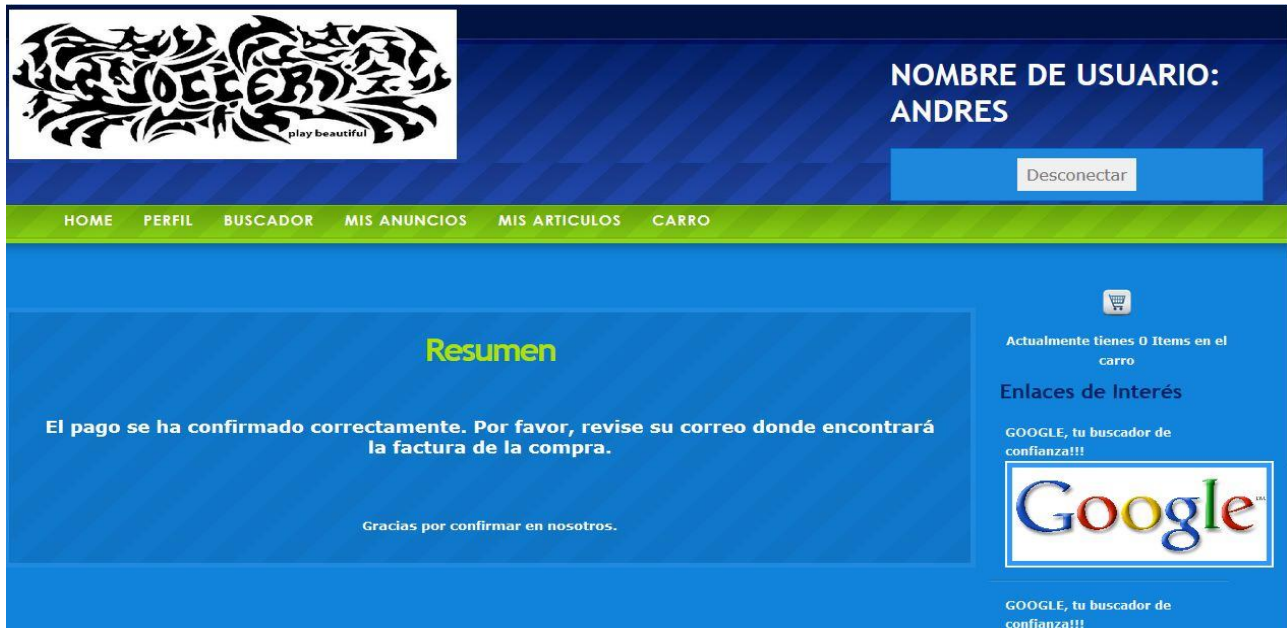 SOCCER
play beautiful
NOMBRE DE USUARIO:
ANDRES
Desconectar
HOME PERFIL BUSCADOR MIS ANUNCIOS MIS ARTICULOS CARRO
Resumen
El pago se ha confirmado correctamente. Por favor, revise su correo donde encontrará
la factura de la compra.
Gracias por confirmar en nosotros.
Actualmente tienes 0 Items en el
carro
Enlaces de Interés
GOOGLE, tu buscador de
confianza!!!
Google
GOOGLE, tu buscador de
confianza!!!